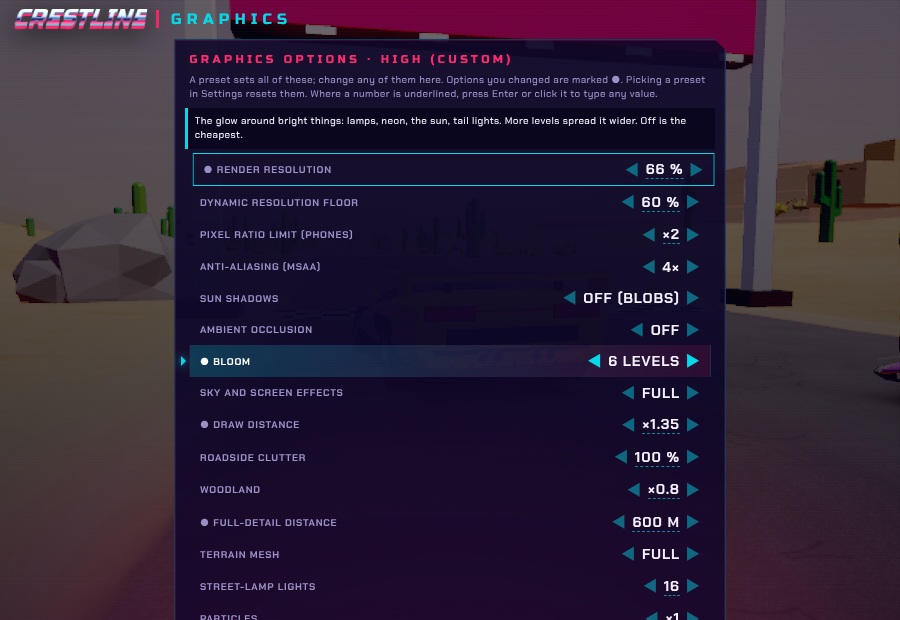 CRESTLINE | GRAPHICS
GRAPHICS OPTIONS · HIGH (CUSTOM)
A preset sets all of these; change any of them here. Options you changed are marked ●. Picking a preset
in Settings resets them. Where a number is underlined, press Enter or click it to type any value.
The glow around bright things: lamps, neon, the sun, tail lights. More levels spread it wider. Off is the
cheapest.
● RENDER RESOLUTION ◀ 66 % ▶
DYNAMIC RESOLUTION FLOOR ◀ 60 % ▶
PIXEL RATIO LIMIT (PHONES) ◀ ×2 ▶
ANTI-ALIASING (MSAA) ◀ 4× ▶
SUN SHADOWS ◀ OFF (BLOBS) ▶
AMBIENT OCCLUSION ◀ OFF ▶
● BLOOM ◀ 6 LEVELS ▶
SKY AND SCREEN EFFECTS ◀ FULL ▶
● DRAW DISTANCE ◀ ×1.35 ▶
ROADSIDE CLUTTER ◀ 100 % ▶
WOODLAND ◀ ×0.8 ▶
● FULL-DETAIL DISTANCE ◀ 600 M ▶
TERRAIN MESH ◀ FULL ▶
STREET-LAMP LIGHTS ◀ 16 ▶
PARTICLES ◀ ×1 ▶